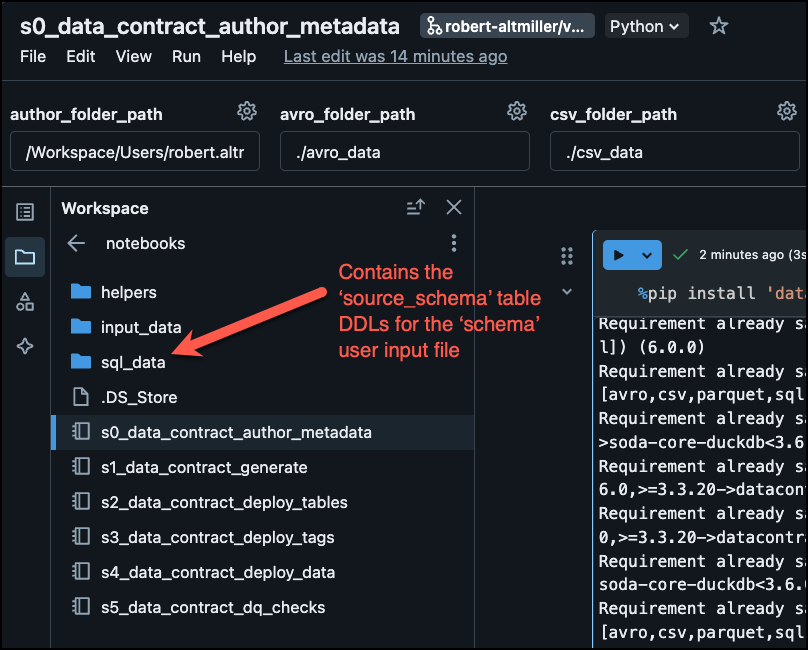 s0_data_contract_author_metadata
robert-altmiller/v...
Python
File Edit View Run Help Last edit was 14 minutes ago
author_folder_path
avro_folder_path
csv_folder_path
/Workspace/Users/robert.altr
./avro_data
./csv_data
Workspace
notebooks
helpers
input_data
sql_data
.DS_Store
s0_data_contract_author_metadata
s1_data_contract_generate
s2_data_contract_deploy_tables
s3_data_contract_deploy_tags
s4_data_contract_deploy_data
s5_data_contract_dq_checks
Contains the
‘source_schema’ table
DDLs for the ‘schema’
user input file
2 minutes ago (3s
%pip install 'dat
Requirement already sa
l]) (6.0.0)
Requirement already sa
[avro,csv,parquet,sql
Requirement already sa
>soda-core-duckdb<3.6
Requirement already sa
6.0,>=3.3.20->datacont
Requirement already sa
0,>=3.3.20->datacontra
Requirement already sa
soda-core-duckdb<3.6.
Requirement already sa
[avro,csv,parquet,sql